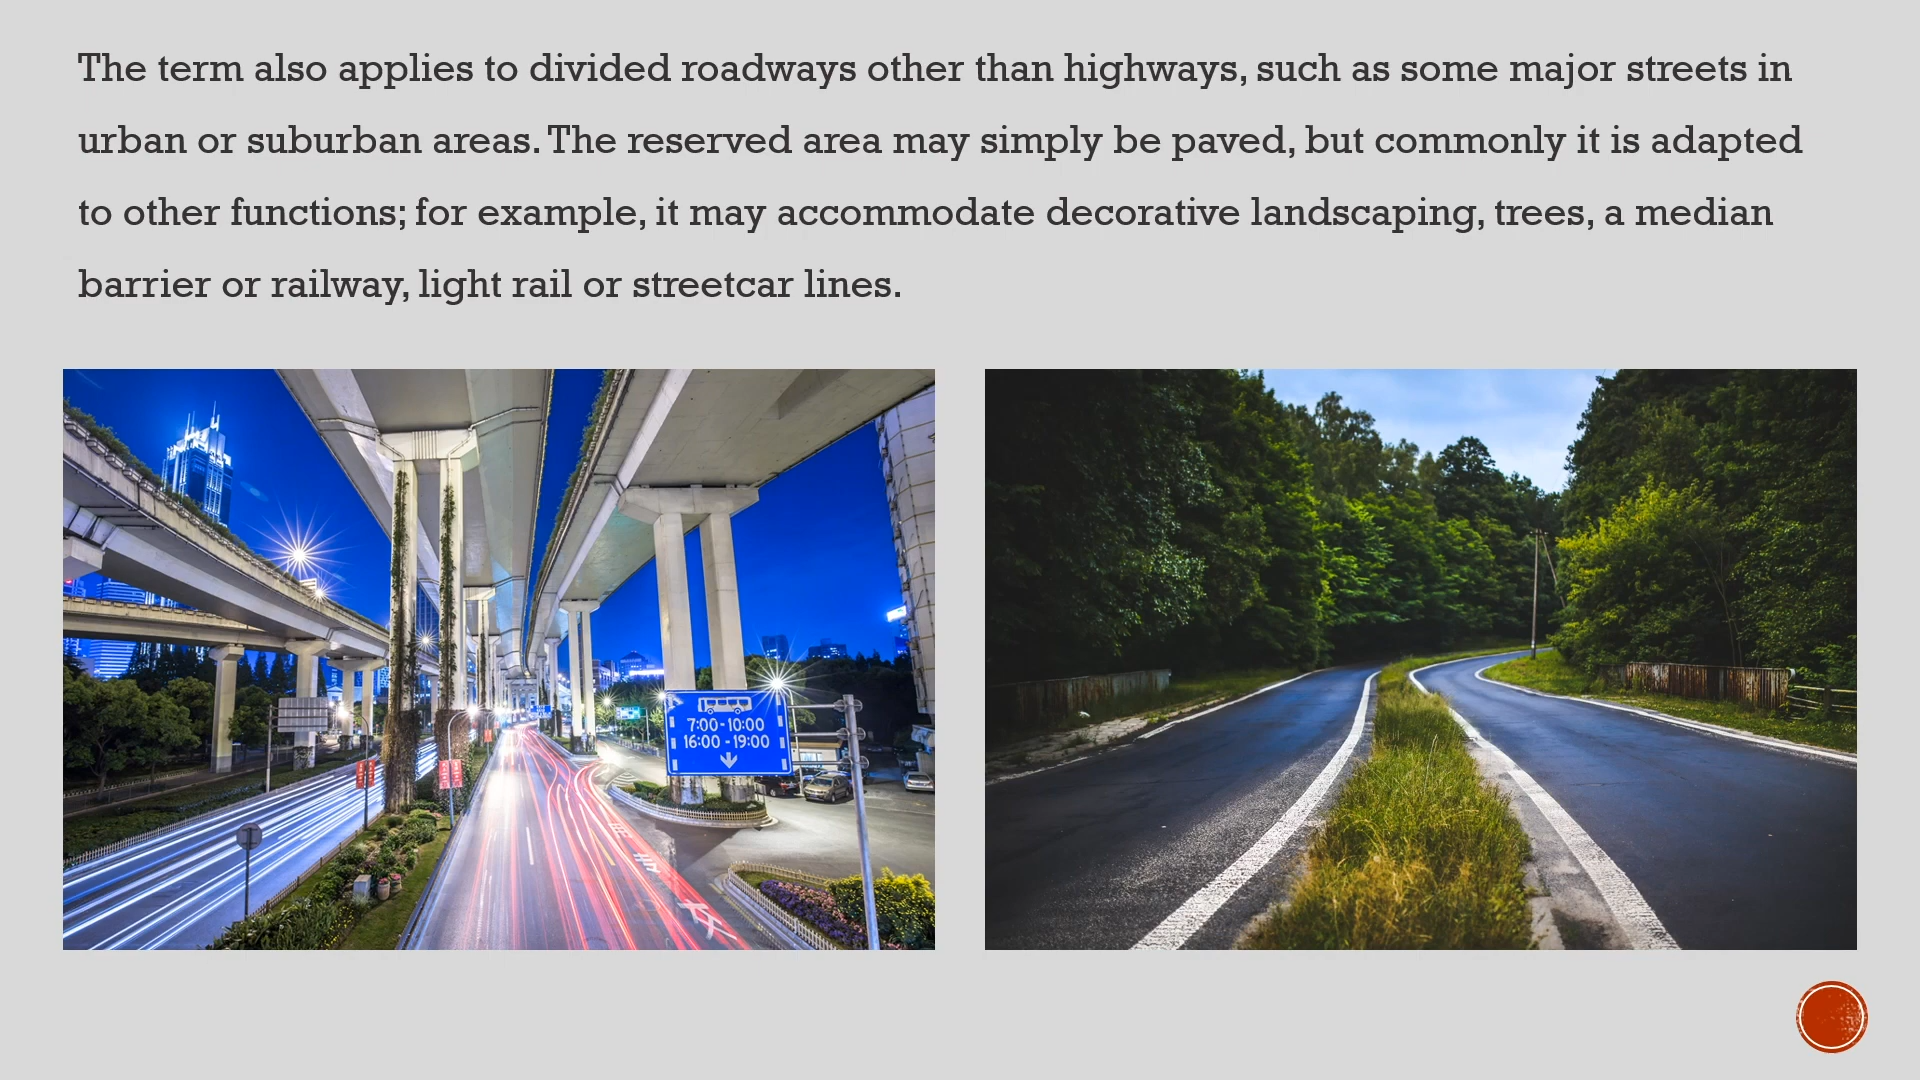 The term also applies to divided roadways other than highways, such as some major streets in
urban or suburban areas. The reserved area may simply be paved, but commonly it is adapted
to other functions; for example, it may accommodate decorative landscaping, trees, a median
barrier or railway, light rail or streetcar lines.
7:00-10:00
16:00-19:00